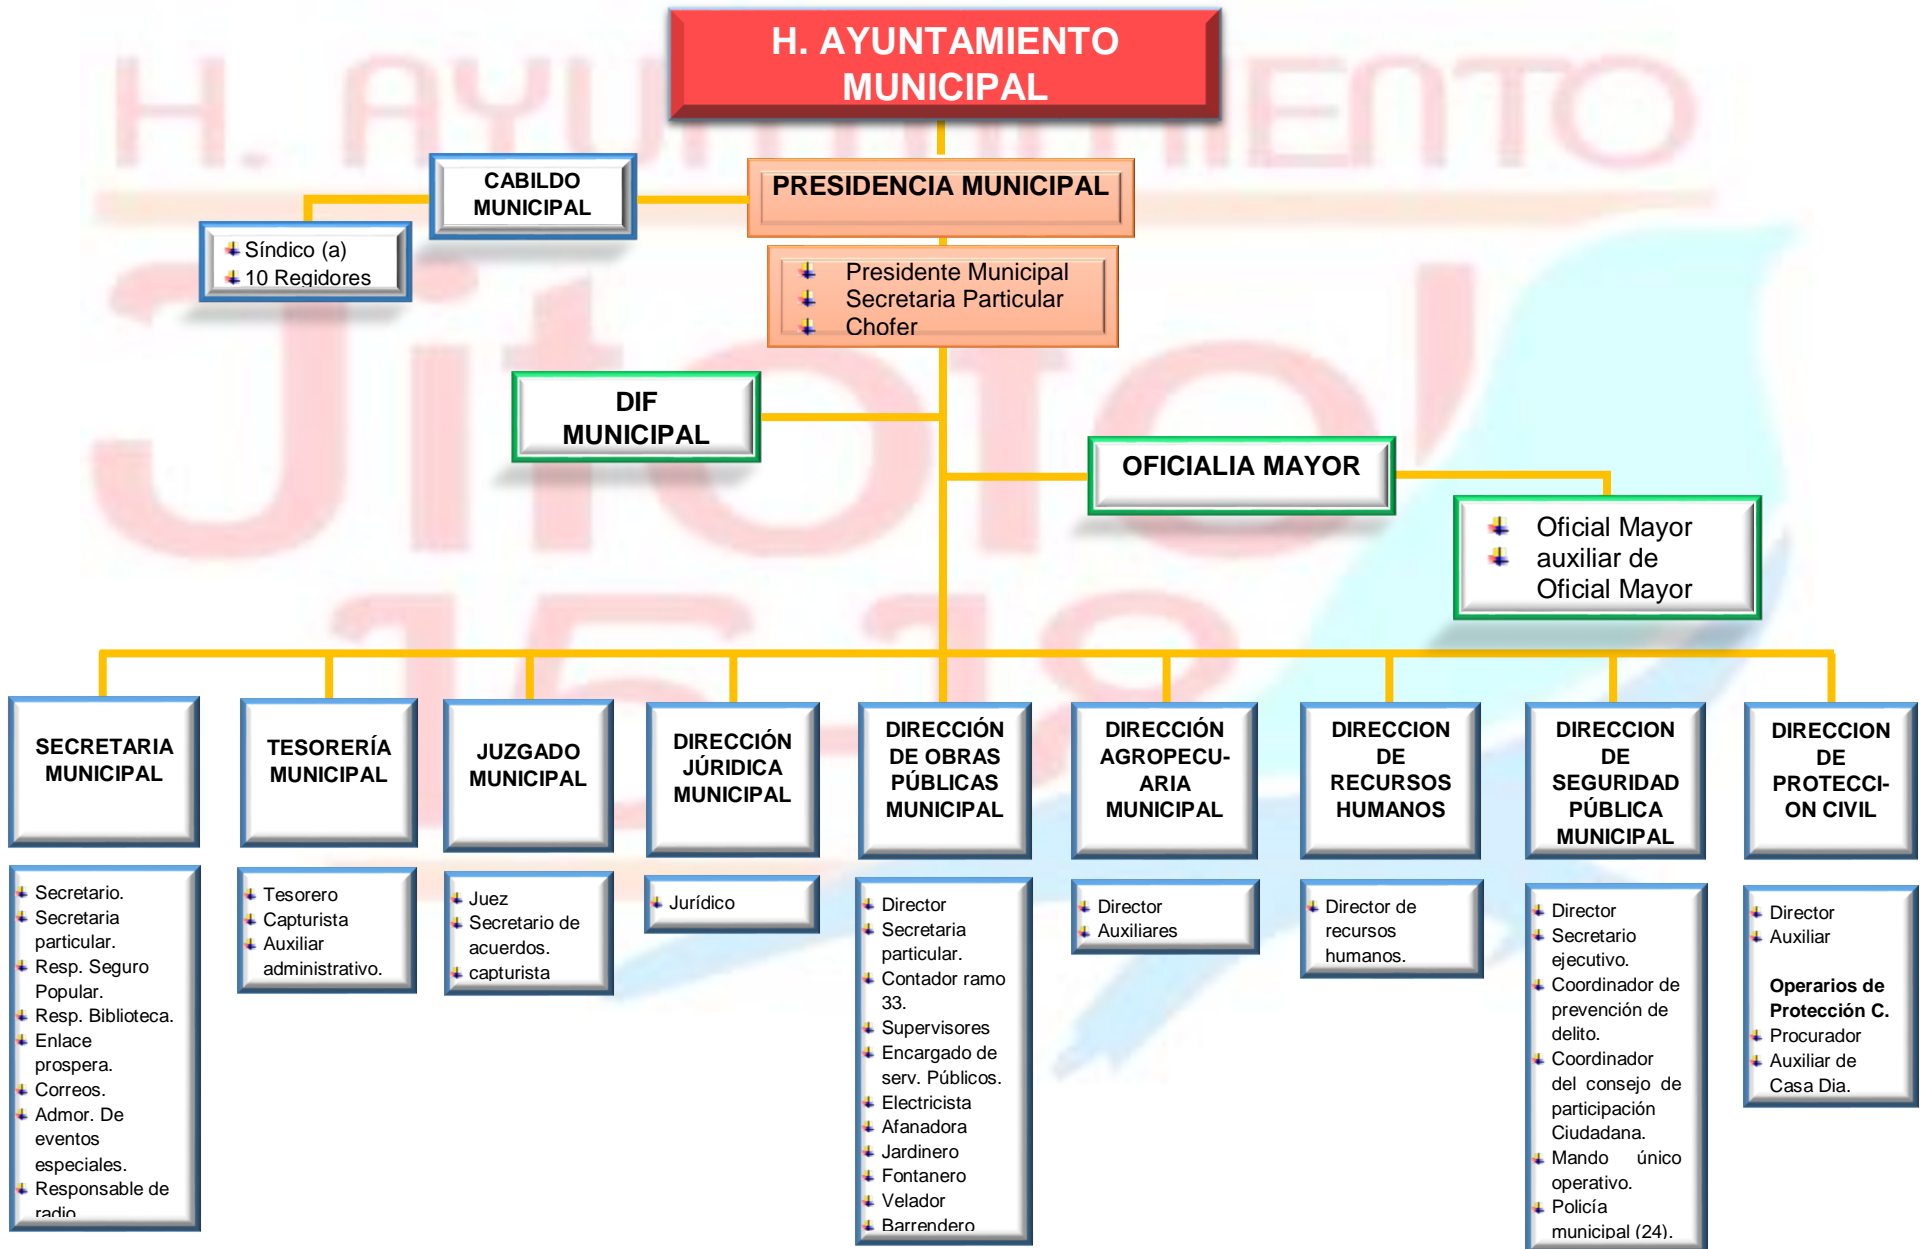 H. AYUNTAMIENTO
MUNICIPAL
H. AYUNTAMIENTO
Jitotol
15-18
PRESIDENCIA MUNICIPAL
CABILDO
MUNICIPAL
Síndico (a)
10 Regidores
Presidente Municipal
Secretaria Particular
Chofer
DIF
MUNICIPAL
OFICIALIA MAYOR
Oficial Mayor
auxiliar de
Oficial Mayor
SECRETARIA
MUNICIPAL
Secretario.
Secretaria
particular.
Resp. Seguro
Popular.
Resp. Biblioteca.
Enlace
prospera.
Correos.
Admor. De
eventos
especiales.
Responsable de
radio
TESORERÍA
MUNICIPAL
Tesorero
Capturista
Auxiliar
administrativo.
JUZGADO
MUNICIPAL
Juez
Secretario de
acuerdos.
capturista
DIRECCIÓN
JÚRIDICA
MUNICIPAL
Jurídico
DIRECCIÓN
DE OBRAS
PÚBLICAS
MUNICIPAL
Director
Secretaria
particular.
Contador ramo
33.
Supervisores
Encargado de
serv. Públicos.
Electricista
Afanadora
Jardinero
Fontanero
Velador
Barrendero
DIRECCIÓN
AGROPECU-
ARIA
MUNICIPAL
Director
Auxiliares
DIRECCION
DE
RECURSOS
HUMANOS
Director de
recursos
humanos.
DIRECCION
DE
SEGURIDAD
PÚBLICA
MUNICIPAL
Director
Secretario
ejecutivo.
Coordinador de
prevención de
delito.
Coordinador
del consejo de
participación
Ciudadana.
Mando único
operativo.
Policía
municipal (24).
DIRECCION
DE
PROTECCI-
ON CIVIL
Director
Auxiliar
Operarios de
Protección C.
Procurador
Auxiliar de
Casa Dia.